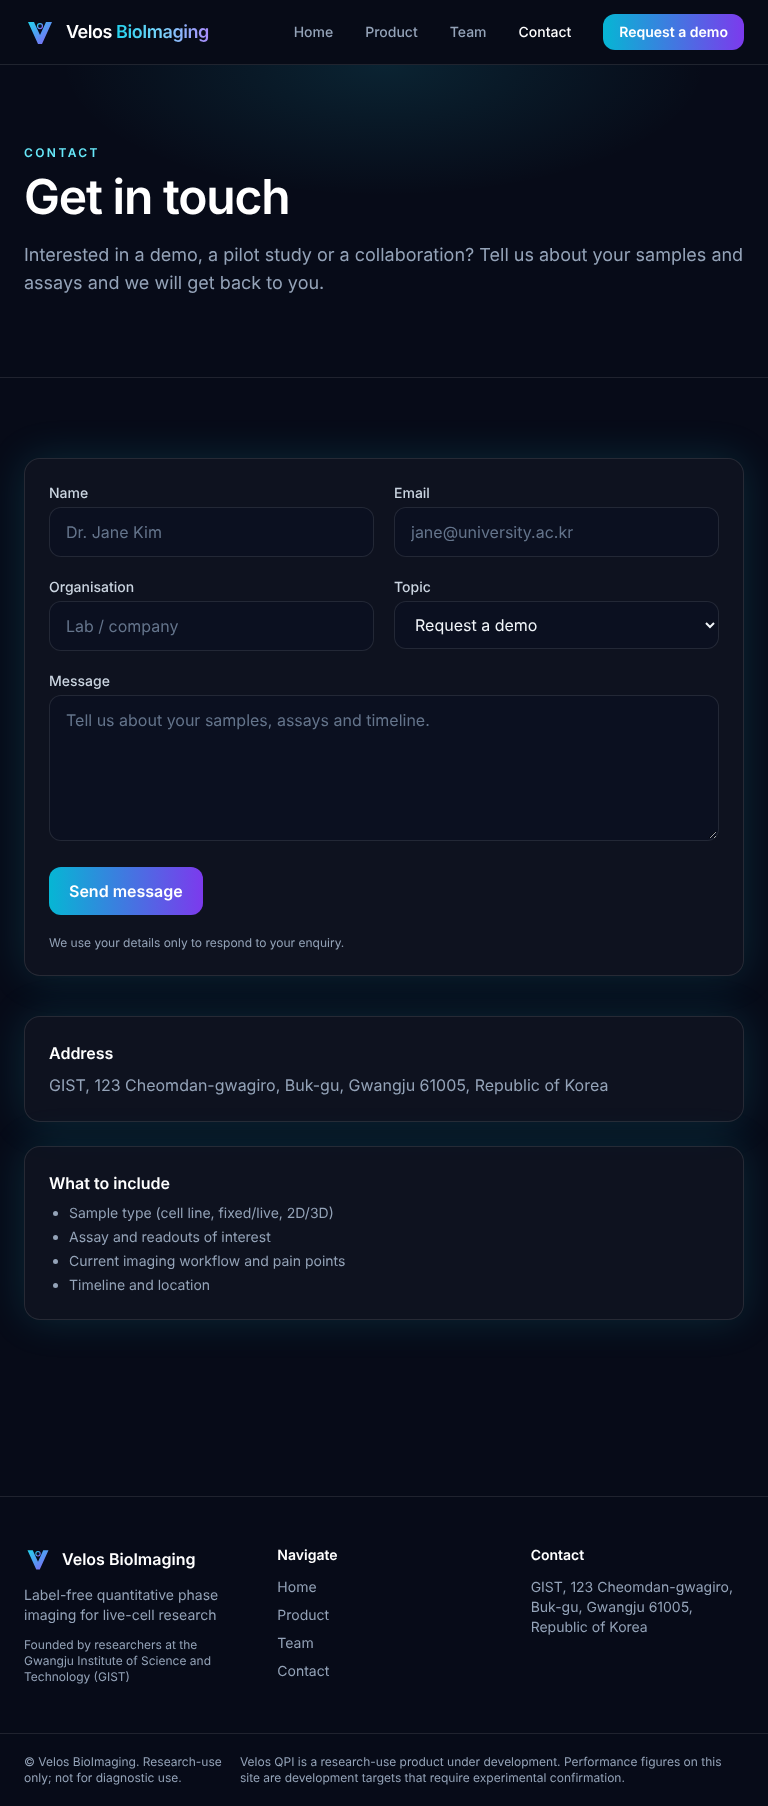 Velos BioImaging
Home
Product
Team
Contact
Request a demo
CONTACT
Get in touch
Interested in a demo, a pilot study or a collaboration? Tell us about your samples and
assays and we will get back to you.
Name
Email
Dr. Jane Kim
jane@university.ac.kr
Organisation
Topic
Lab / company
Request a demo
Message
Tell us about your samples, assays and timeline.
Send message
We use your details only to respond to your enquiry.
Address
GIST, 123 Cheomdan-gwagiro, Buk-gu, Gwangju 61005, Republic of Korea
What to include
Sample type (cell line, fixed/live, 2D/3D)
Assay and readouts of interest
Current imaging workflow and pain points
Timeline and location
Velos BioImaging
Label-free quantitative phase
imaging for live-cell research
Founded by researchers at the
Gwangju Institute of Science and
Technology (GIST)
Navigate
Home
Product
Team
Contact
Contact
GIST, 123 Cheomdan-gwagiro,
Buk-gu, Gwangju 61005,
Republic of Korea
© Velos BioImaging. Research-use
only; not for diagnostic use.
Velos QPI is a research-use product under development. Performance figures on this
site are development targets that require experimental confirmation.